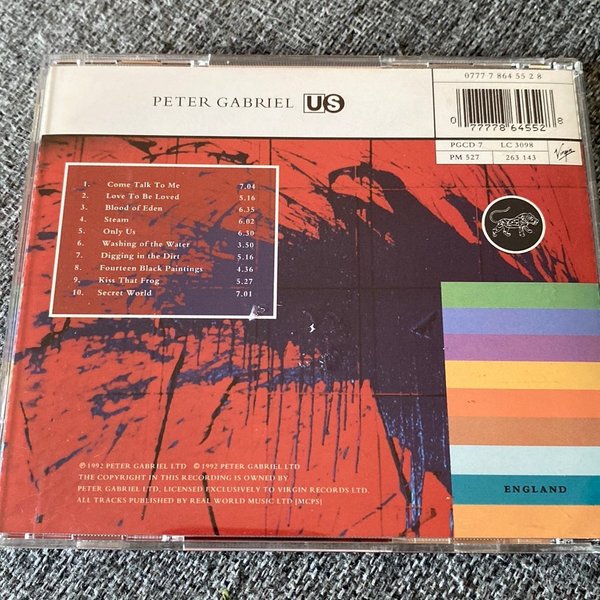 PETER GABRIEL US
0777 7 864 55 2 8
0 77778 64552 8
PGCD 7 LC 3098
PM 527 263 143
Virgin
1. Come Talk To Me 7.04
2. Love To Be Loved 5.16
3. Blood of Eden 6.35
4. Steam 6.02
5. Only Us 6.30
6. Washing of the Water 3.50
7. Digging in the Dirt 5.16
8. Fourteen Black Paintings 4.36
9. Kiss That Frog 5.27
10. Secret World 7.01
℗ 1992 PETER GABRIEL LTD © 1992 PETER GABRIEL LTD
THE COPYRIGHT IN THIS RECORDING IS OWNED BY
PETER GABRIEL LTD, LICENSED EXCLUSIVELY TO VIRGIN RECORDS LTD.
ALL TRACKS PUBLISHED BY REAL WORLD MUSIC LTD [MCPS]
ENGLAND